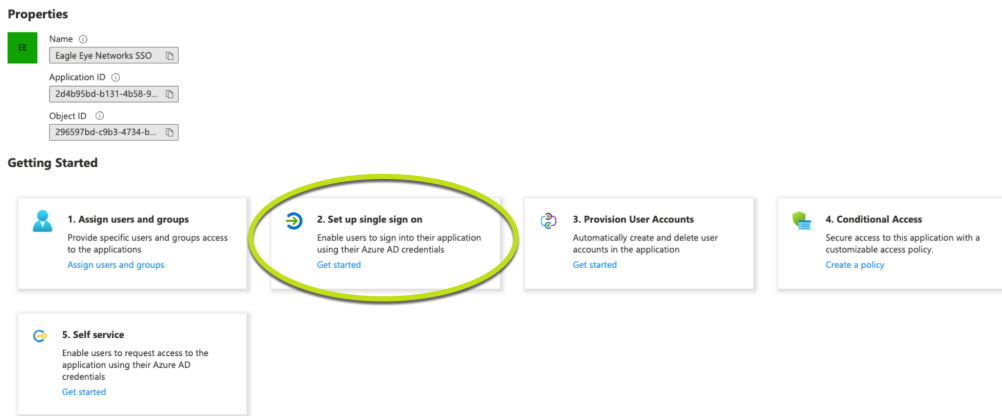 Properties
EE
Name
Eagle Eye Networks SSO
Application ID
2d4b95bd-b131-4b58-9...
Object ID
296597bd-c9b3-4734-b...
Getting Started
1. Assign users and groups
Provide specific users and groups access
to the applications
Assign users and groups
2. Set up single sign on
Enable users to sign into their application
using their Azure AD credentials
Get started
3. Provision User Accounts
Automatically create and delete user
accounts in the application
Get started
4. Conditional Access
Secure access to this application with a
customizable access policy.
Create a policy
5. Self service
Enable users to request access to the
application using their Azure AD
credentials
Get started